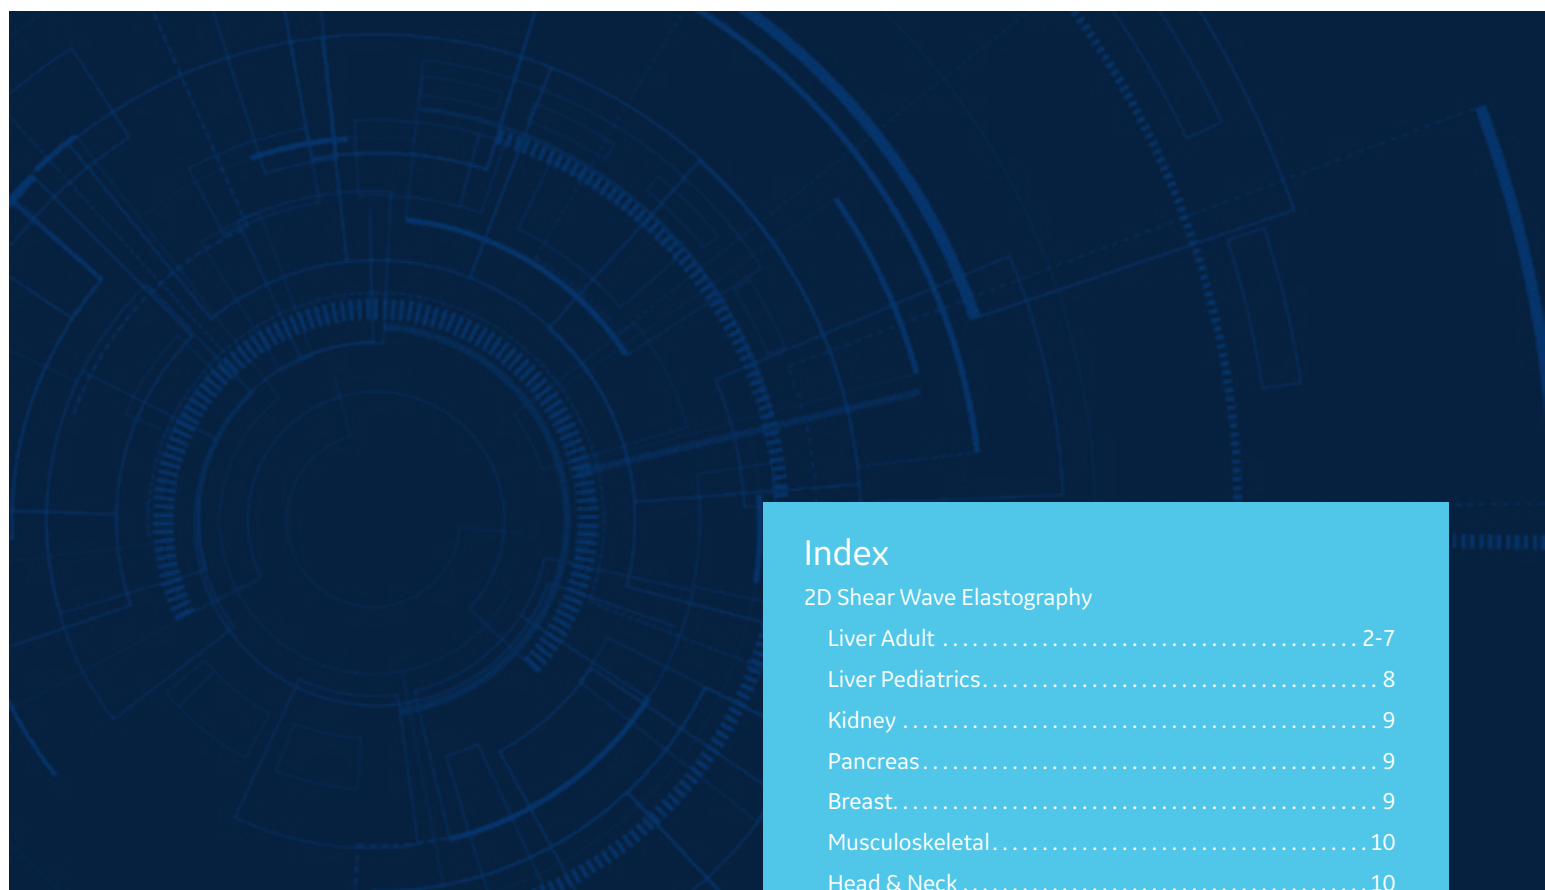 Index
2D Shear Wave Elastography
Liver Adult ........................................ 2-7
Liver Pediatrics........................................ 8
Kidney ................................................ 9
Pancreas.............................................. 9
Breast................................................. 9
Musculoskeletal......................................10
Head & Neck.........................................10